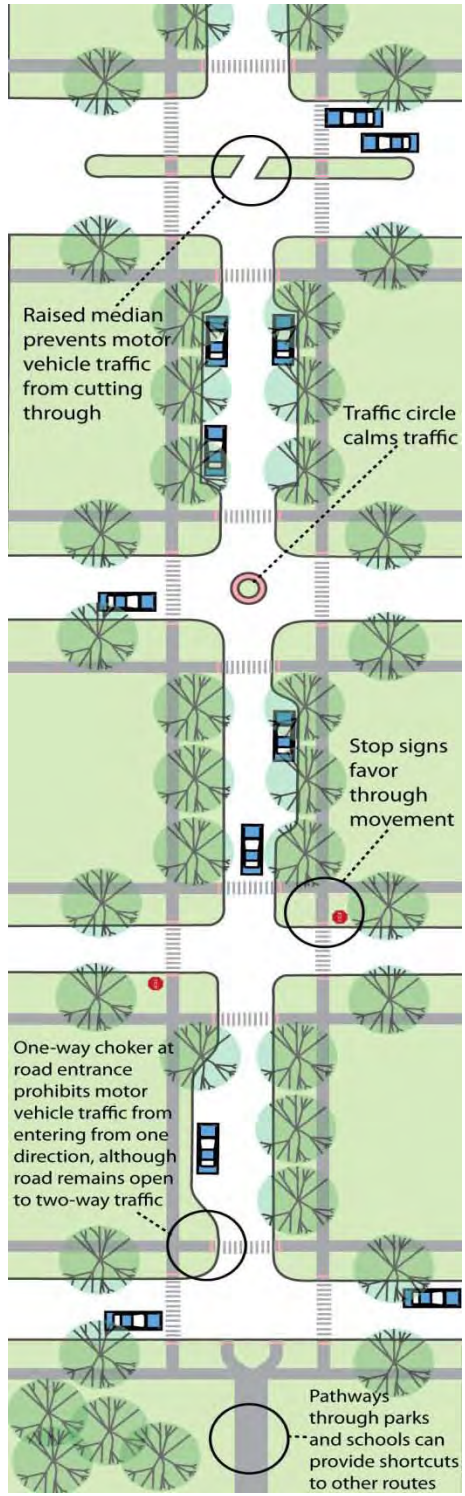 Raised median
prevents motor
vehicle traffic
from cutting
through
Traffic circle
calms traffic
Stop signs
favor
through
movement
One-way choker at
road entrance
prohibits motor
vehicle traffic from
entering from one
direction, although
road remains open
to two-way traffic
Pathways
through parks
and schools can
provide shortcuts
to other routes